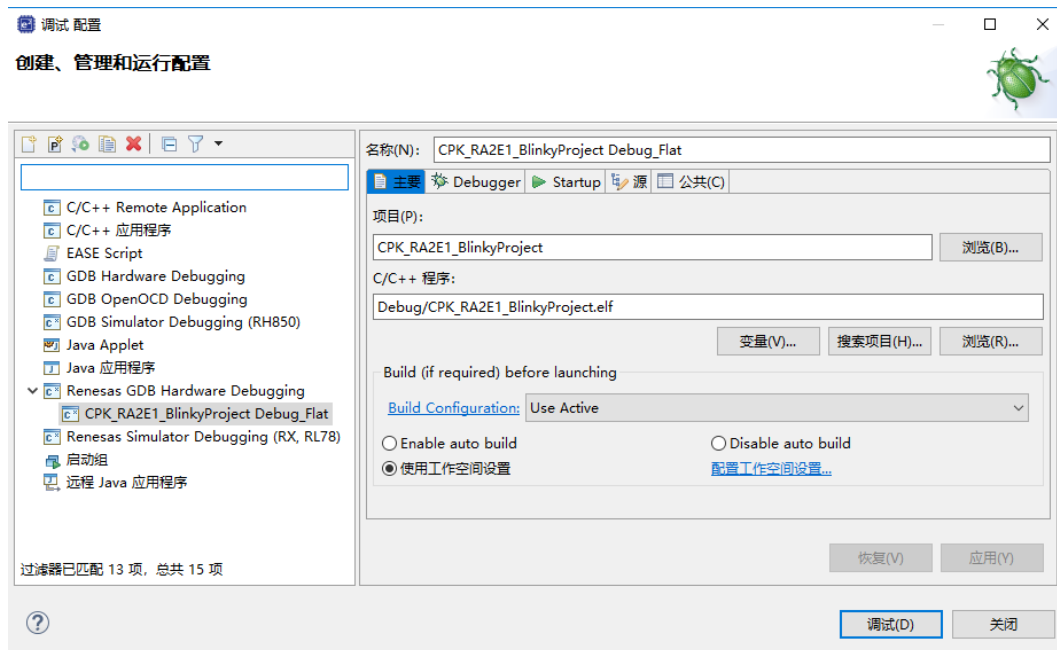 调试 配置
创建、管理和运行配置
名称(N): CPK_RA2E1_BlinkyProject Debug_Flat
主要 Debugger Startup 源 公共(C)
C/C++ Remote Application
C/C++ 应用程序
EASE Script
GDB Hardware Debugging
GDB OpenOCD Debugging
GDB Simulator Debugging (RH850)
Java Applet
Java 应用程序
Renesas GDB Hardware Debugging
CPK_RA2E1_BlinkyProject Debug_Flat
Renesas Simulator Debugging (RX, RL78)
启动组
远程 Java 应用程序
过滤器已匹配 13 项，总共 15 项
项目(P):
CPK_RA2E1_BlinkyProject 浏览(B)...
C/C++ 程序:
Debug/CPK_RA2E1_BlinkyProject.elf
变量(V)... 搜索项目(H)... 浏览(R)...
Build (if required) before launching
Build Configuration: Use Active
Enable auto build Disable auto build
使用工作空间设置 配置工作空间设置...
恢复(V) 应用(Y)
调试(D) 关闭